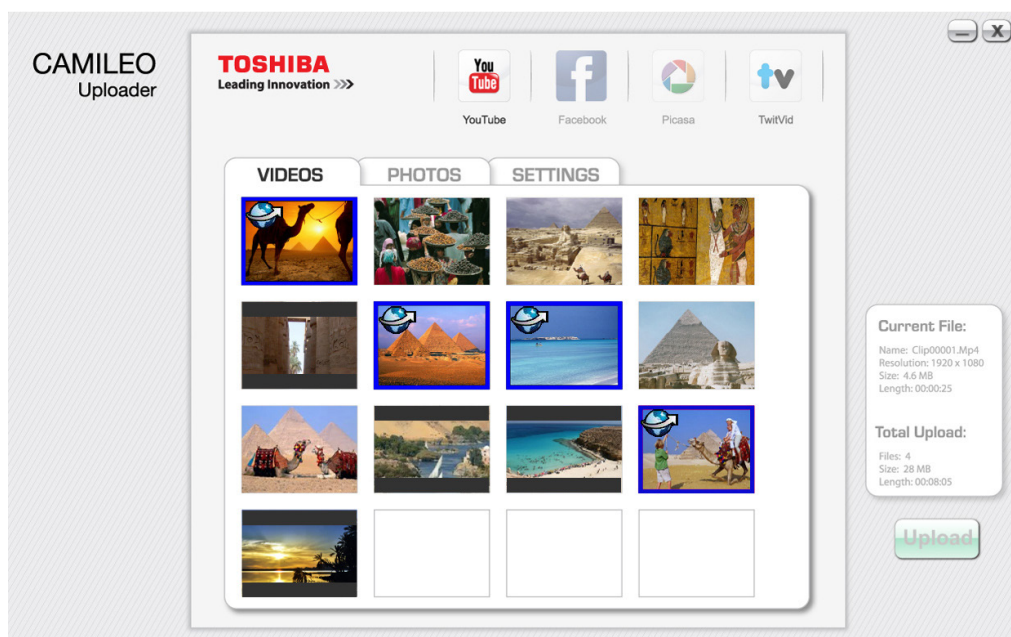 CAMILEO
Uploader
TOSHIBA
Leading Innovation >>>
You
Tube
YouTube
f
Facebook
Picasa
tv
TwitVid
X
VIDEOS
PHOTOS
SETTINGS
Current File:
Name: Clip00001.Mp4
Resolution: 1920 x 1080
Size: 4.6 MB
Length: 00:00:25
Total Upload:
Files: 4
Size: 28 MB
Length: 00:08:05
Upload